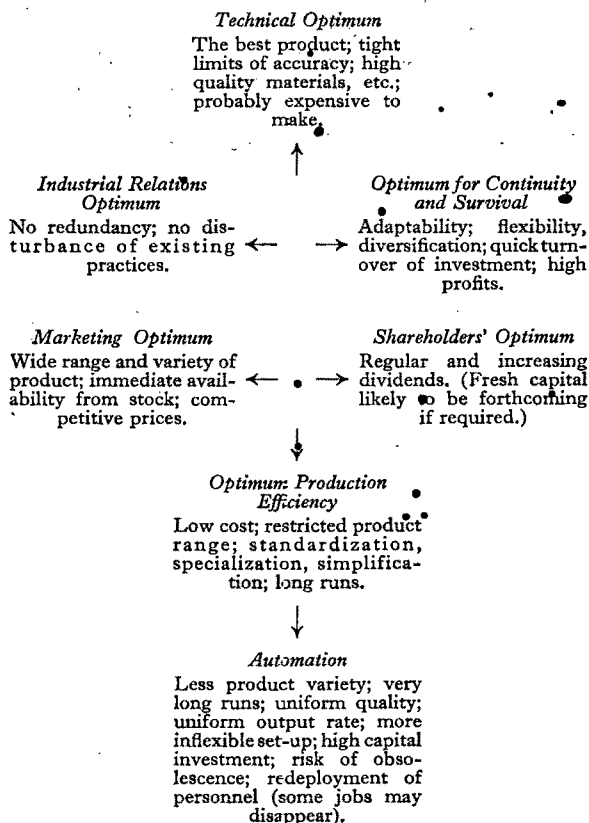 Technical Optimum
The best product; tight
limits of accuracy; high
quality materials, etc.;
probably expensive to
make.
Industrial Relations
Optimum
No redundancy; no dis-
turbance of existing
practices.
Optimum for Continuity
and Survival
Adaptability; flexibility,
diversification; quick turn-
over of investment; high
profits.
Marketing Optimum
Wide range and variety of
product; immediate avail-
ability from stock; com-
petitive prices.
Shareholders' Optimum
Regular and increasing
dividends. (Fresh capital
likely to be forthcoming
if required.)
Optimum Production
Efficiency
Low cost; restricted product
range; standardization,
specialization, simplifica-
tion; long runs.
Automation
Less product variety; very
long runs; uniform quality;
uniform output rate; more
inflexible set-up; high capital
investment; risk of obso-
lescence; redeployment of
personnel (some jobs may
disappear).